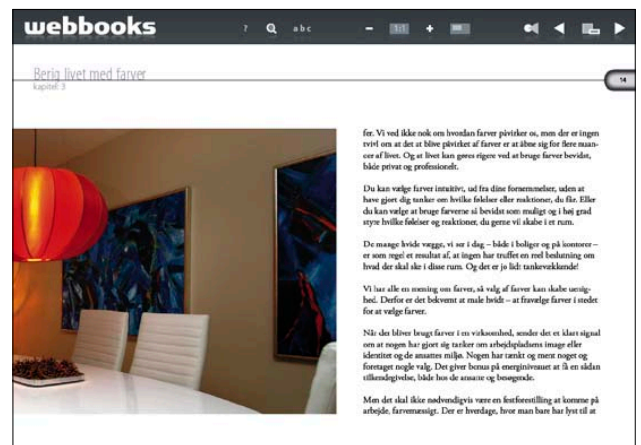 webbooks
? abc - 1/1 +
Berig livet med farver
kapitel: 3
14
fer. Vi ved ikke nok om hvordan farver påvirker os, men der er ingen
tvivl om at det at blive påvirket af farver er at åbne sig for flere nuan-
cer af livet. Og at livet kan gøres rigere ved at bruge farver bevidst,
både privat og professionelt.
Du kan vælge farver intuitivt, ud fra dine fornemmelser, uden at
have gjort dig tanker om hvilke følelser eller reaktioner, du får. Eller
du kan vælge at bruge farverne så bevidst som muligt og i høj grad
styre hvilke følelser og reaktioner, du gerne vil skabe i et rum.
De mange hvide vægge, vi ser i dag – både i boliger og på kontorer –
er som regel et resultat af, at ingen har truffet en reel beslutning om
hvad der skal ske i disse rum. Og det er jo lidt tankevækkende!
Vi har alle en mening om farver, så valg af farver kan skabe uenig-
hed. Derfor er det bekvemt at male hvidt – at fravælge farver i stedet
for at vælge farver.
Når der bliver brugt farver i en virksomhed, sender det et klart signal
om at nogen har gjort sig tanker om arbejdspladsens image eller
identitet og de ansattes miljø. Nogen har tænkt og ment noget og
foretaget nogle valg. Det giver bonus på energiniveauet at få en sådan
tilkendegivelse, både hos de ansatte og besøgende.
Men det skal ikke nødvendigvis være en festforestilling at komme på
arbejde, farvemæssigt. Der er hverdage, hvor man bare har lyst til at